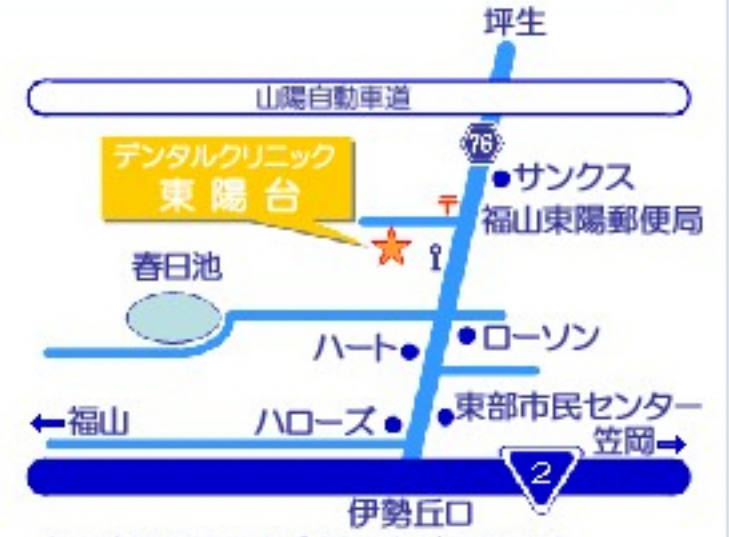 坪生
山陽自動車道
76
デンタルクリニック
東陽台
サンクス
〒
福山東陽郵便局
春日池
ハート
ローソン
←福山
ハローズ
東部市民センター
笠岡→
2
伊勢丘口